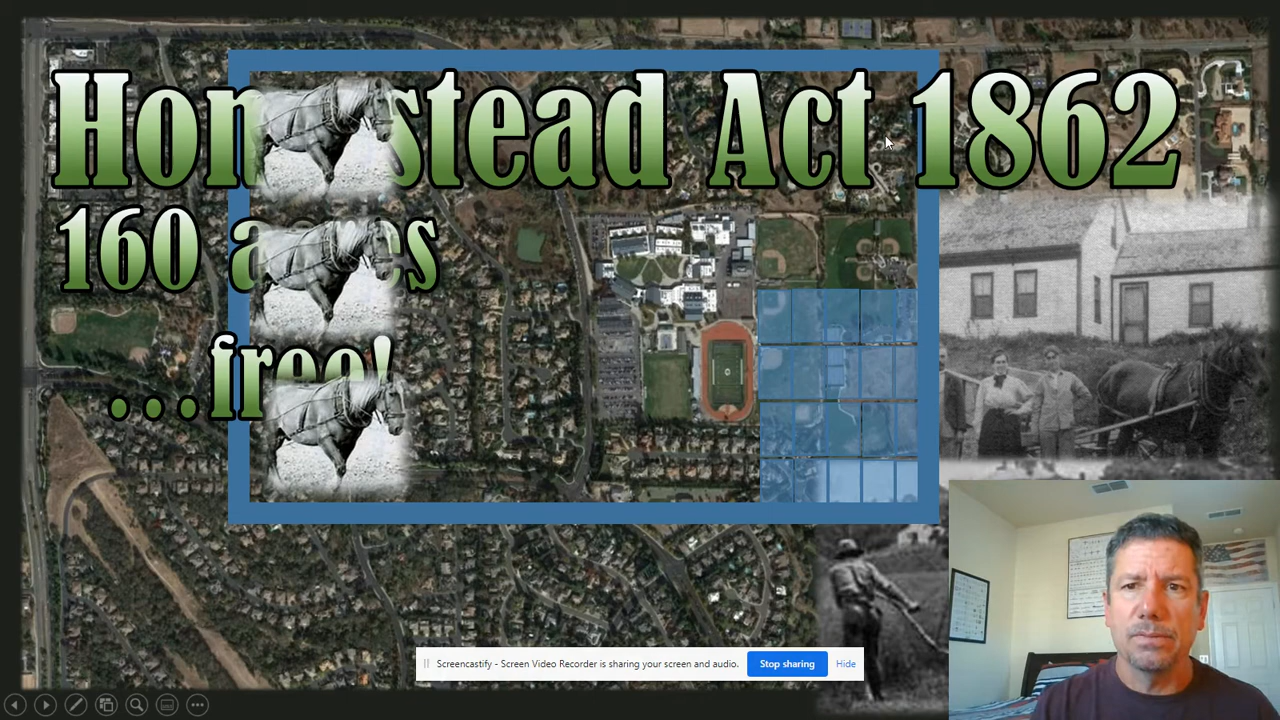 Homestead Act 1862
160 acres
...free!
Screencastify - Screen Video Recorder is sharing your screen and audio.
Stop sharing
Hide